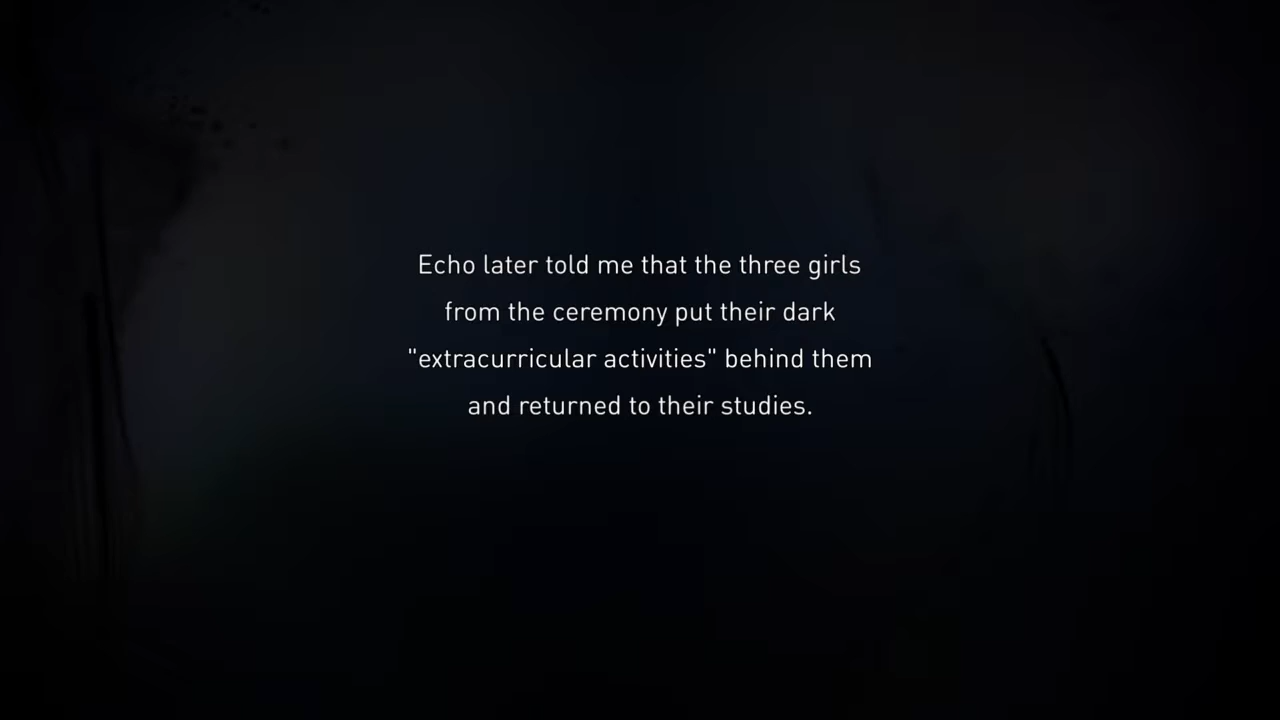 Echo later told me that the three girls
from the ceremony put their dark
"extracurricular activities" behind them
and returned to their studies.